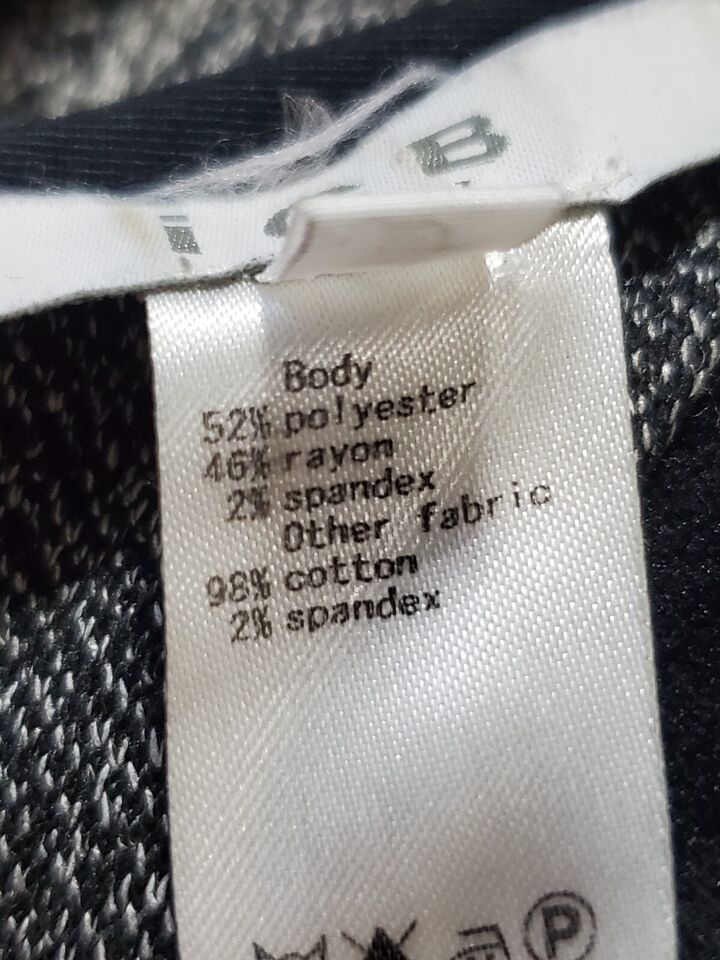 Body
52% polyester
46% rayon
2% spandex
Other fabric
98% cotton
2% spandex
P